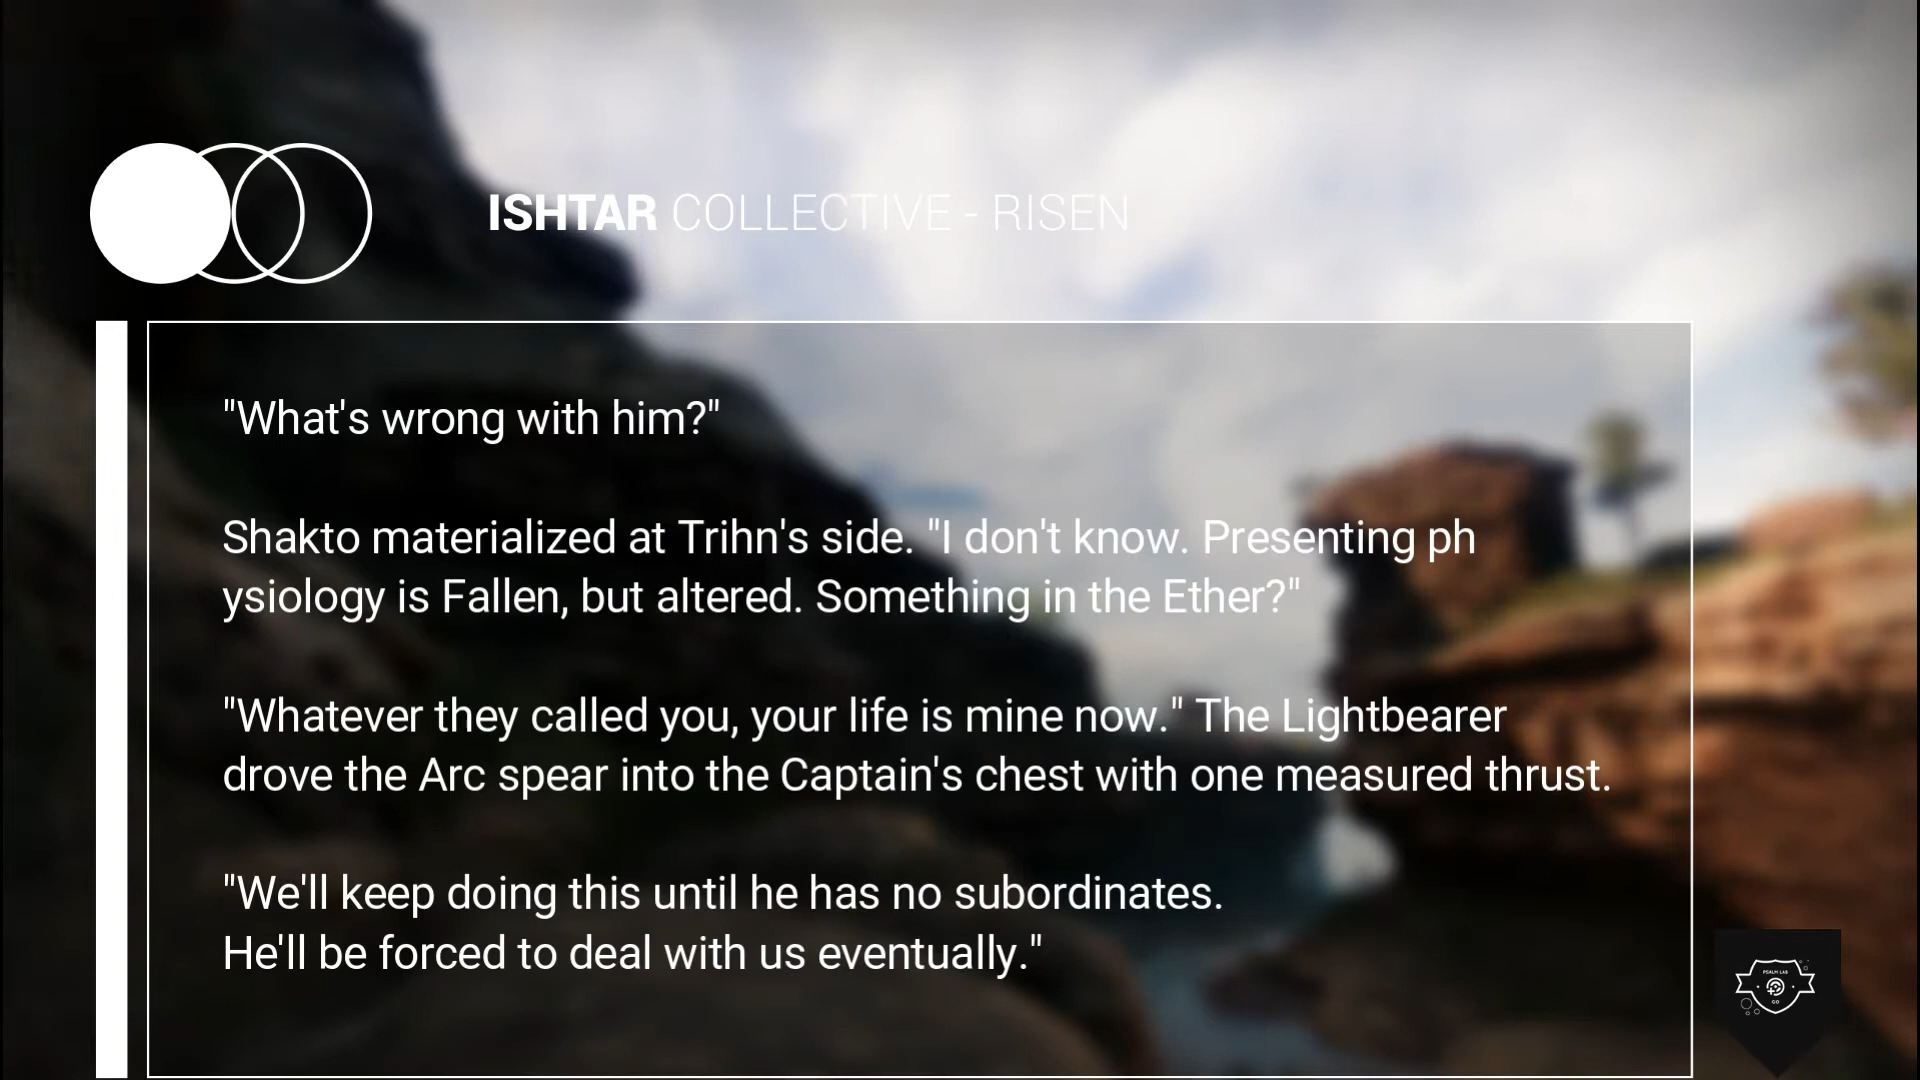 ISHTAR COLLECTIVE - RISEN
"What's wrong with him?"
Shakto materialized at Trihn's side. "I don't know. Presenting ph
ysiology is Fallen, but altered. Something in the Ether?"
"Whatever they called you, your life is mine now." The Lightbearer
drove the Arc spear into the Captain's chest with one measured thrust.
"We'll keep doing this until he has no subordinates.
He'll be forced to deal with us eventually."
PSALM LAB
GO